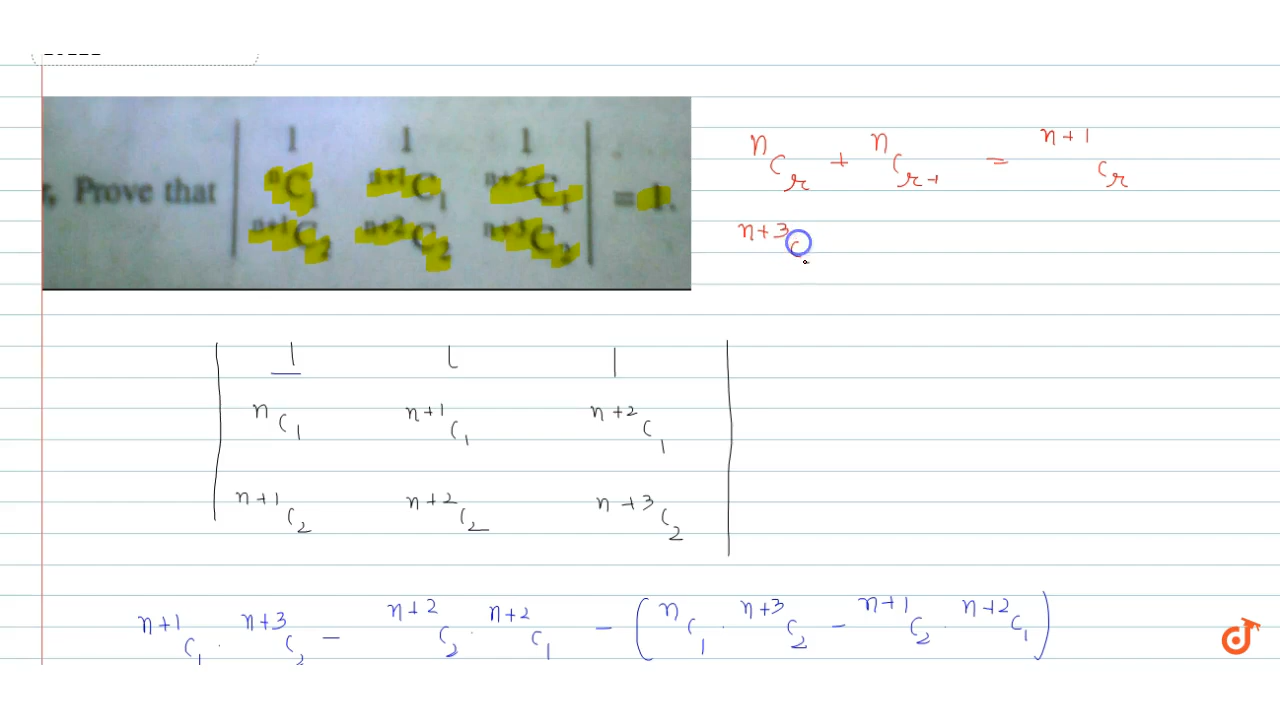 1 1 1
Prove that ⁿC₁ ⁿ⁺¹C₁ ⁿ⁺²C₁ = 1.
ⁿ⁺¹C₂ ⁿ⁺²C₂ ⁿ⁺³C₂
ⁿCᵣ + ⁿCᵣ₊ = ⁿ⁺¹Cᵣ
ⁿ⁺³C
1 1 1
ⁿC₁ ⁿ⁺¹C₁ ⁿ⁺²C₁
ⁿ⁺¹C₂ ⁿ⁺²C₂ ⁿ⁺³C₂
ⁿ⁺¹C₁ . ⁿ⁺³C₂ − ⁿ⁺²C₂ . ⁿ⁺²C₁ − (ⁿC₁ . ⁿ⁺³C₂ − ⁿ⁺¹C₂ . ⁿ⁺²C₁)